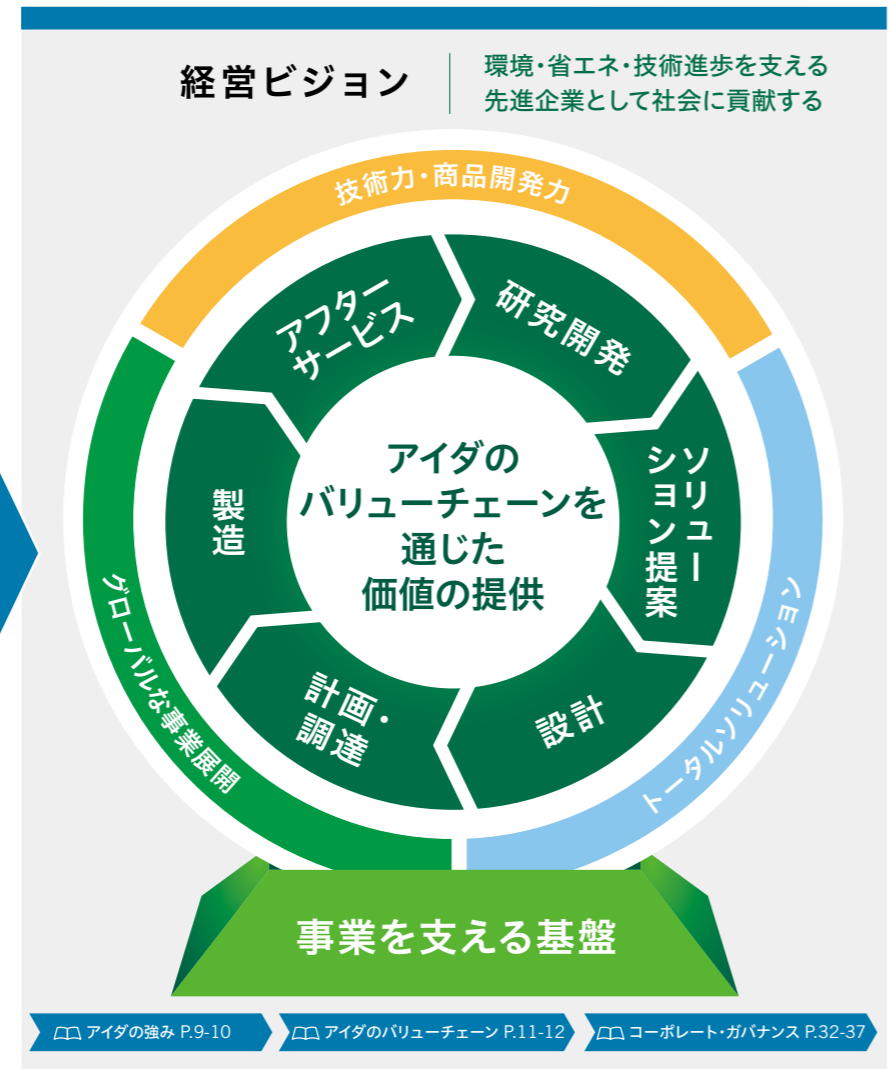 経営ビジョン
環境・省エネ・技術進歩を支える
先進企業として社会に貢献する
技術力・商品開発力
アフター
サービス
研究開発
ソリュー
ション提案
設計
計画・
調達
製造
アイダの
バリューチェーンを
通じた
価値の提供
グローバルな事業展開
トータルソリューション
事業を支える基盤
アイダの強み P.9-10
アイダのバリューチェーン P.11-12
コーポレート・ガバナンス P.32-37